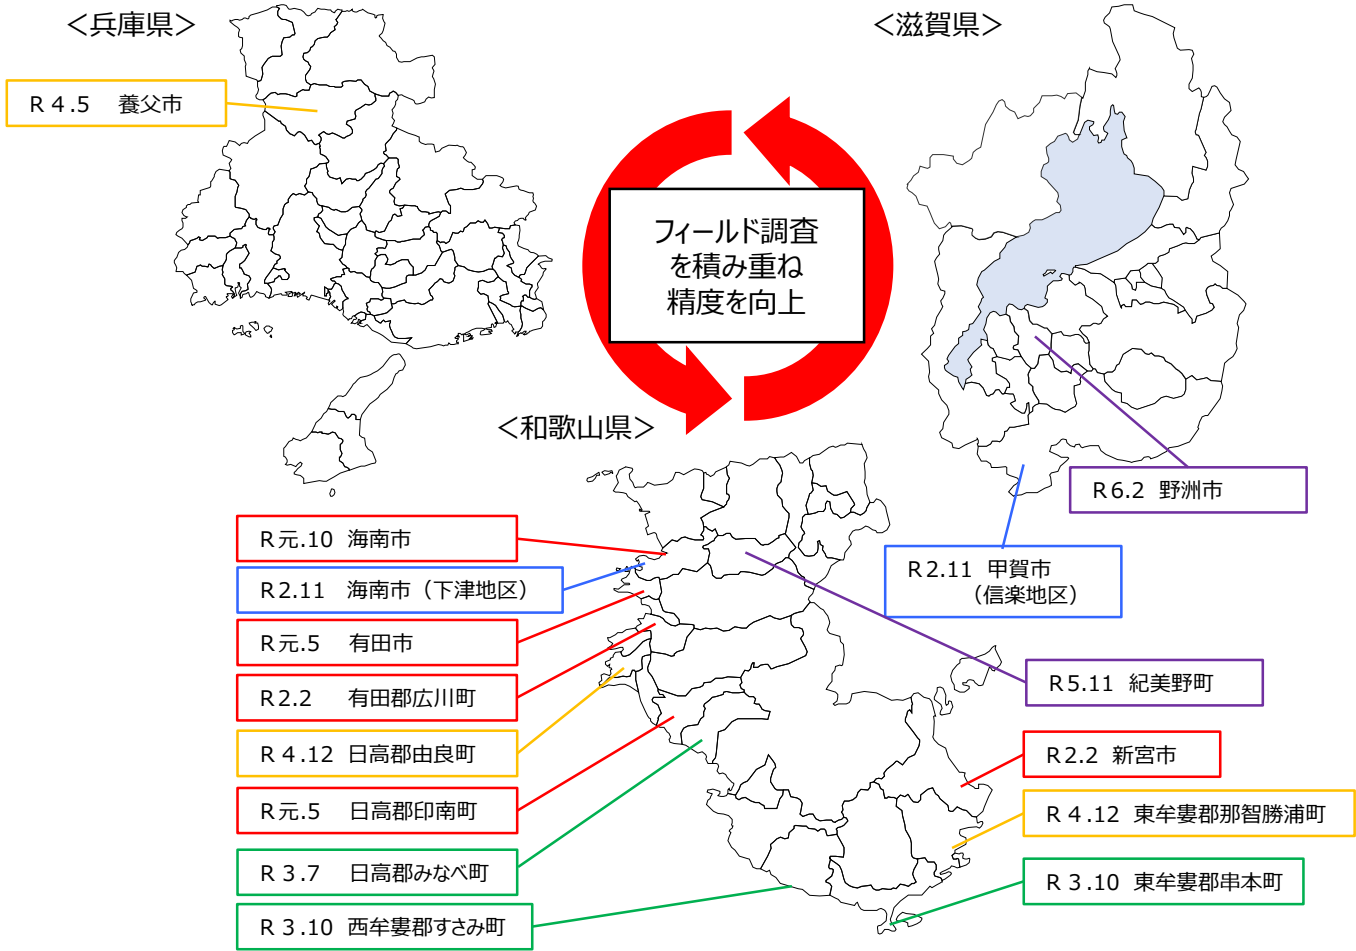 ＜兵庫県＞
＜滋賀県＞
R４.5　養父市
フィールド調査
を積み重ね
精度を向上
＜和歌山県＞
R6.2 野洲市
R元.10 海南市
R2.11 海南市（下津地区）
R2.11 甲賀市
（信楽地区）
R元.5　有田市
R2.2　有田郡広川町
R5.11 紀美野町
R４.12 日高郡由良町
R2.2 新宮市
R元.5　日高郡印南町
R４.12 東牟婁郡那智勝浦町
R３.7　日高郡みなべ町
R３.10 東牟婁郡串本町
R３.10 西牟婁郡すさみ町